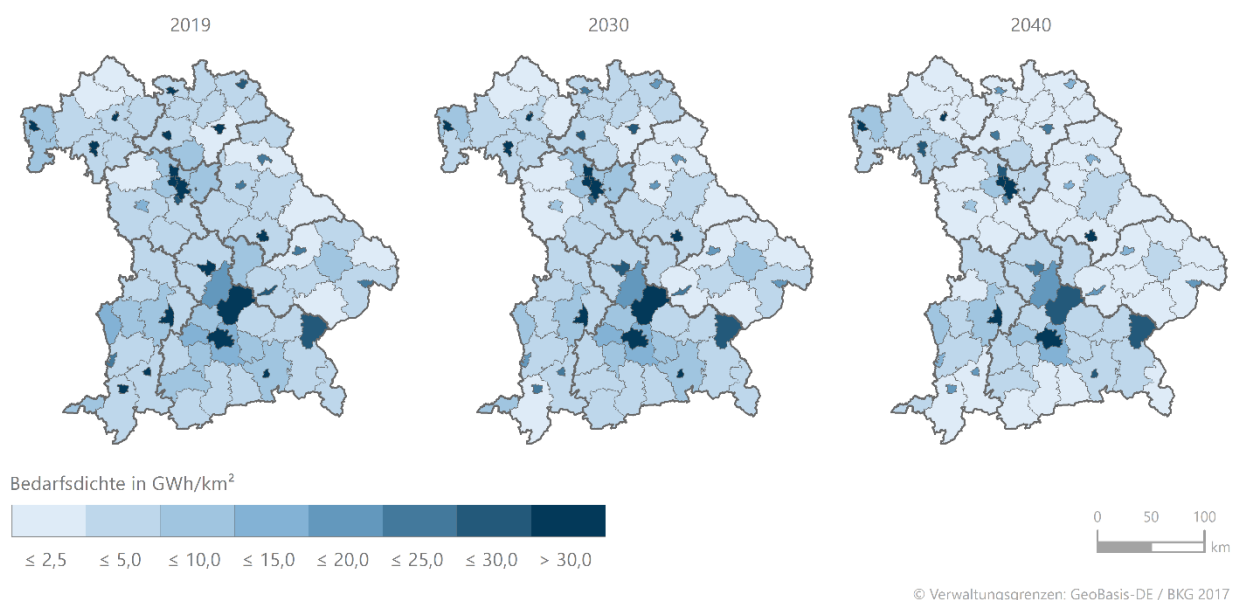 2019 2030 2040
Bedarfsdichte in GWh/km²
≤ 2,5 ≤ 5,0 ≤ 10,0 ≤ 15,0 ≤ 20,0 ≤ 25,0 ≤ 30,0 > 30,0
0 50 100
km
© Verwaltungsgrenzen: GeoBasis-DE / BKG 2017